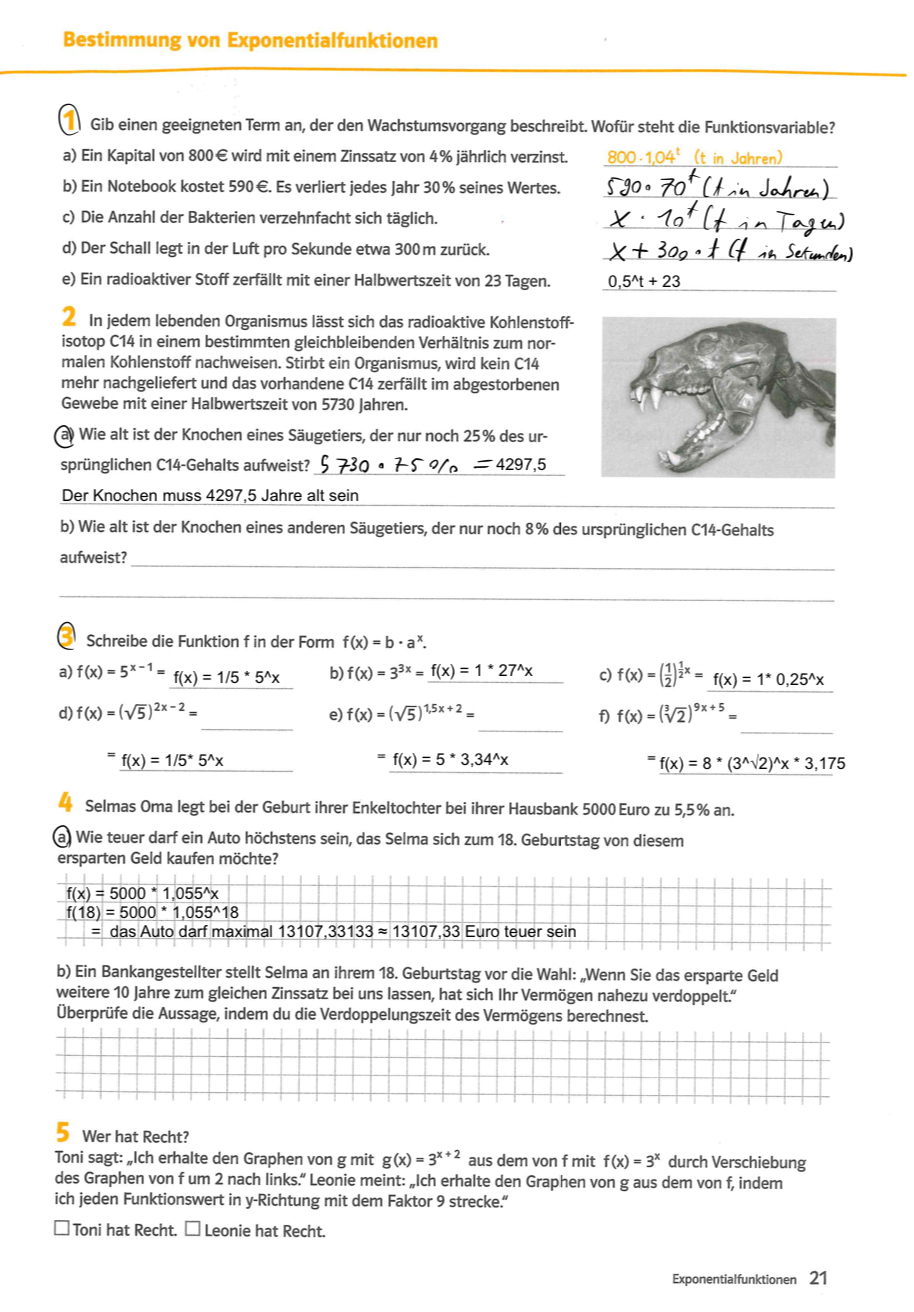 Bestimmung von Exponentialfunktionen
1 Gib einen geeigneten Term an, der den Wachstumsvorgang beschreibt. Wofür steht die Funktionsvariable?
a) Ein Kapital von 800 € wird mit einem Zinssatz von 4 % jährlich verzinst. 800 · 1,04^t (t in Jahren)
b) Ein Notebook kostet 590 €. Es verliert jedes Jahr 30 % seines Wertes. 590 · 70^t (t in Jahren)
c) Die Anzahl der Bakterien verzehnfacht sich täglich. x · 10^t (t in Tagen)
d) Der Schall legt in der Luft pro Sekunde etwa 300 m zurück. x + 300 · t (t in Sekunden)
e) Ein radioaktiver Stoff zerfällt mit einer Halbwertszeit von 23 Tagen. 0,5^t + 23
2 In jedem lebenden Organismus lässt sich das radioaktive Kohlenstoff-
isotop C14 in einem bestimmten gleichbleibenden Verhältnis zum nor-
malen Kohlenstoff nachweisen. Stirbt ein Organismus, wird kein C14
mehr nachgeliefert und das vorhandene C14 zerfällt im abgestorbenen
Gewebe mit einer Halbwertszeit von 5730 Jahren.
a) Wie alt ist der Knochen eines Säugetiers, der nur noch 25 % des ur-
sprünglichen C14-Gehalts aufweist? 5730 · 75 % = 4297,5
Der Knochen muss 4297,5 Jahre alt sein
b) Wie alt ist der Knochen eines anderen Säugetiers, der nur noch 8 % des ursprünglichen C14-Gehalts
aufweist?
3 Schreibe die Funktion f in der Form f(x) = b · a^x.
a) f(x) = 5^(x − 1) = f(x) = 1/5 * 5^x b) f(x) = 3^(3x) = f(x) = 1 * 27^x c) f(x) = (1/2)^(1/2 x) = f(x) = 1* 0,25^x
d) f(x) = (√5)^(2x − 2) = e) f(x) = (√5)^(1,5x + 2) = f) f(x) = (∛2)^(9x + 5) =
= f(x) = 1/5* 5^x = f(x) = 5 * 3,34^x = f(x) = 8 * (3^√2)^x * 3,175
4 Selmas Oma legt bei der Geburt ihrer Enkeltochter bei ihrer Hausbank 5000 Euro zu 5,5 % an.
a) Wie teuer darf ein Auto höchstens sein, das Selma sich zum 18. Geburtstag von diesem
ersparten Geld kaufen möchte?
f(x) = 5000 * 1,055^x
f(18) = 5000 * 1,055^18
= das Auto darf maximal 13107,33133 ≈ 13107,33 Euro teuer sein
b) Ein Bankangestellter stellt Selma an ihrem 18. Geburtstag vor die Wahl: „Wenn Sie das ersparte Geld
weitere 10 Jahre zum gleichen Zinssatz bei uns lassen, hat sich Ihr Vermögen nahezu verdoppelt.“
Überprüfe die Aussage, indem du die Verdoppelungszeit des Vermögens berechnest.
5 Wer hat Recht?
Toni sagt: „Ich erhalte den Graphen von g mit g(x) = 3^(x + 2) aus dem von f mit f(x) = 3^x durch Verschiebung
des Graphen von f um 2 nach links.“ Leonie meint: „Ich erhalte den Graphen von g aus dem von f, indem
ich jeden Funktionswert in y-Richtung mit dem Faktor 9 strecke.“
☐ Toni hat Recht. ☐ Leonie hat Recht.
Exponentialfunktionen 21